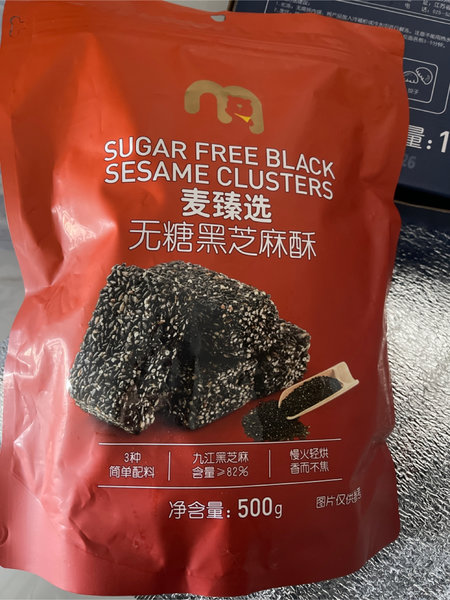 SUGAR FREE BLACK
SESAME CLUSTERS
麦臻选
无糖黑芝麻酥
3种
简单配料
九江黑芝麻
含量≥82%
慢火轻烘
香而不焦
净含量: 500g
图片仅供
量: 1